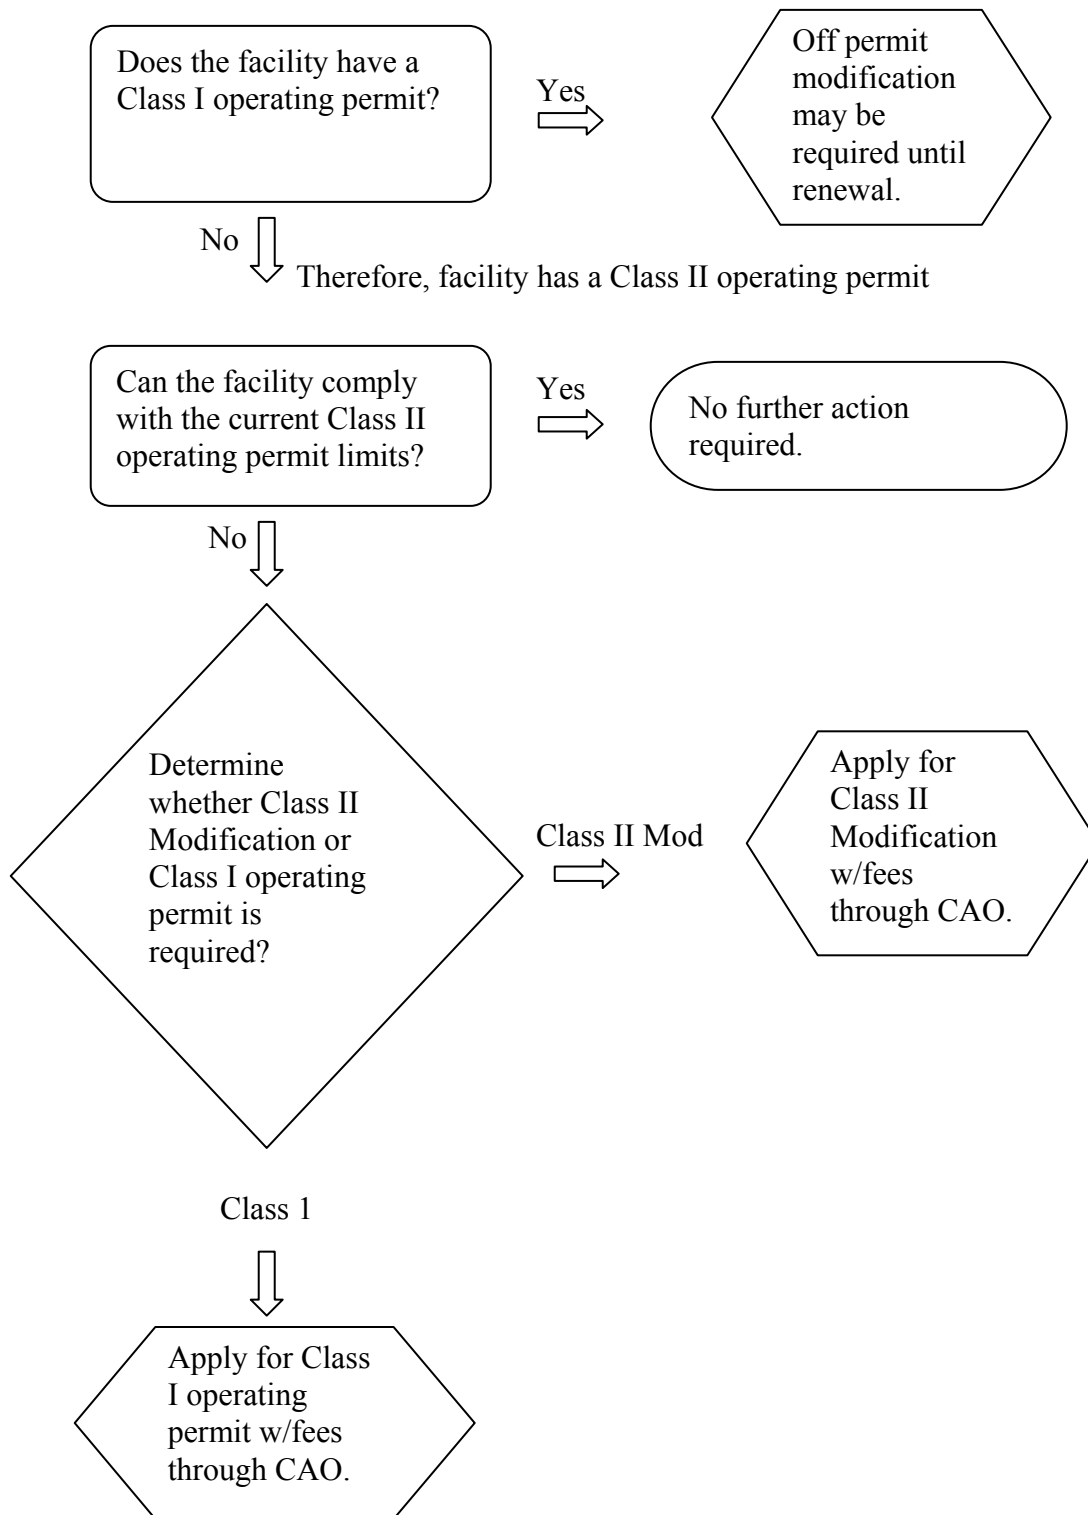 Does the facility have a
Class I operating permit?
Yes
Off permit
modification
may be
required until
renewal.
No
Therefore, facility has a Class II operating permit
Can the facility comply
with the current Class II
operating permit limits?
Yes
No further action
required.
No
Determine
whether Class II
Modification or
Class I operating
permit is
required?
Class II Mod
Apply for
Class II
Modification
w/fees
through CAO.
Class 1
Apply for Class
I operating
permit w/fees
through CAO.